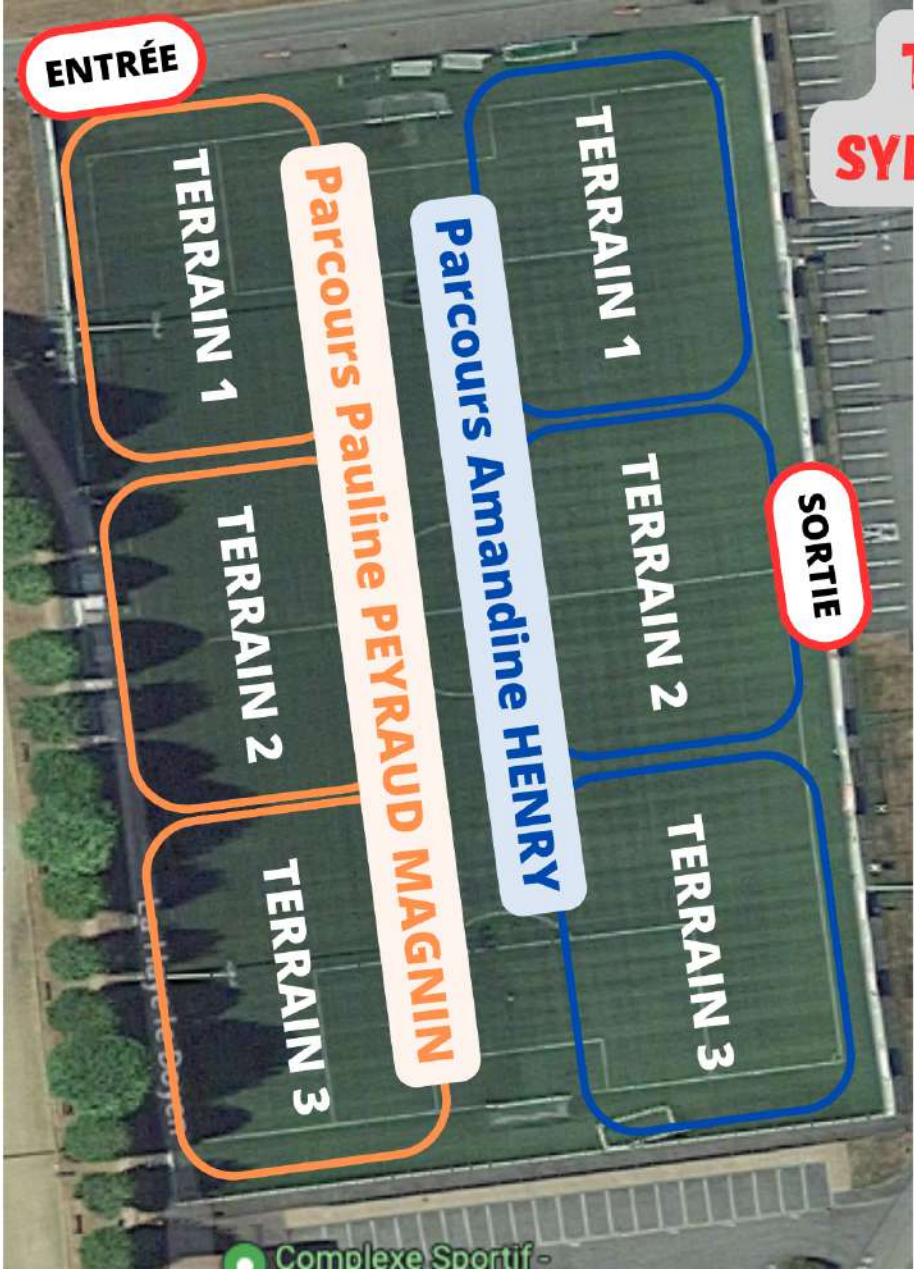 ENTRÉE
TERRAIN 1
TERRAIN 2
TERRAIN 3
Parcours Pauline PEYRAUD MAGNIN
Parcours Amandine HENRY
TERRAIN 1
TERRAIN 2
TERRAIN 3
SORTIE
Complexe Sportif -